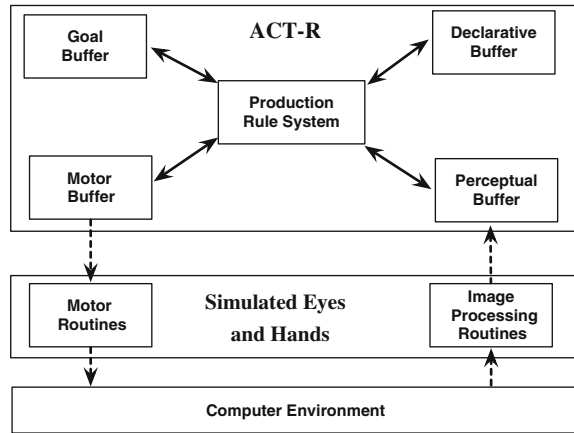 ACT-R
Goal
Buffer
Declarative
Buffer
Production
Rule System
Motor
Buffer
Perceptual
Buffer
Motor
Routines
Simulated Eyes
and Hands
Image
Processing
Routines
Computer Environment